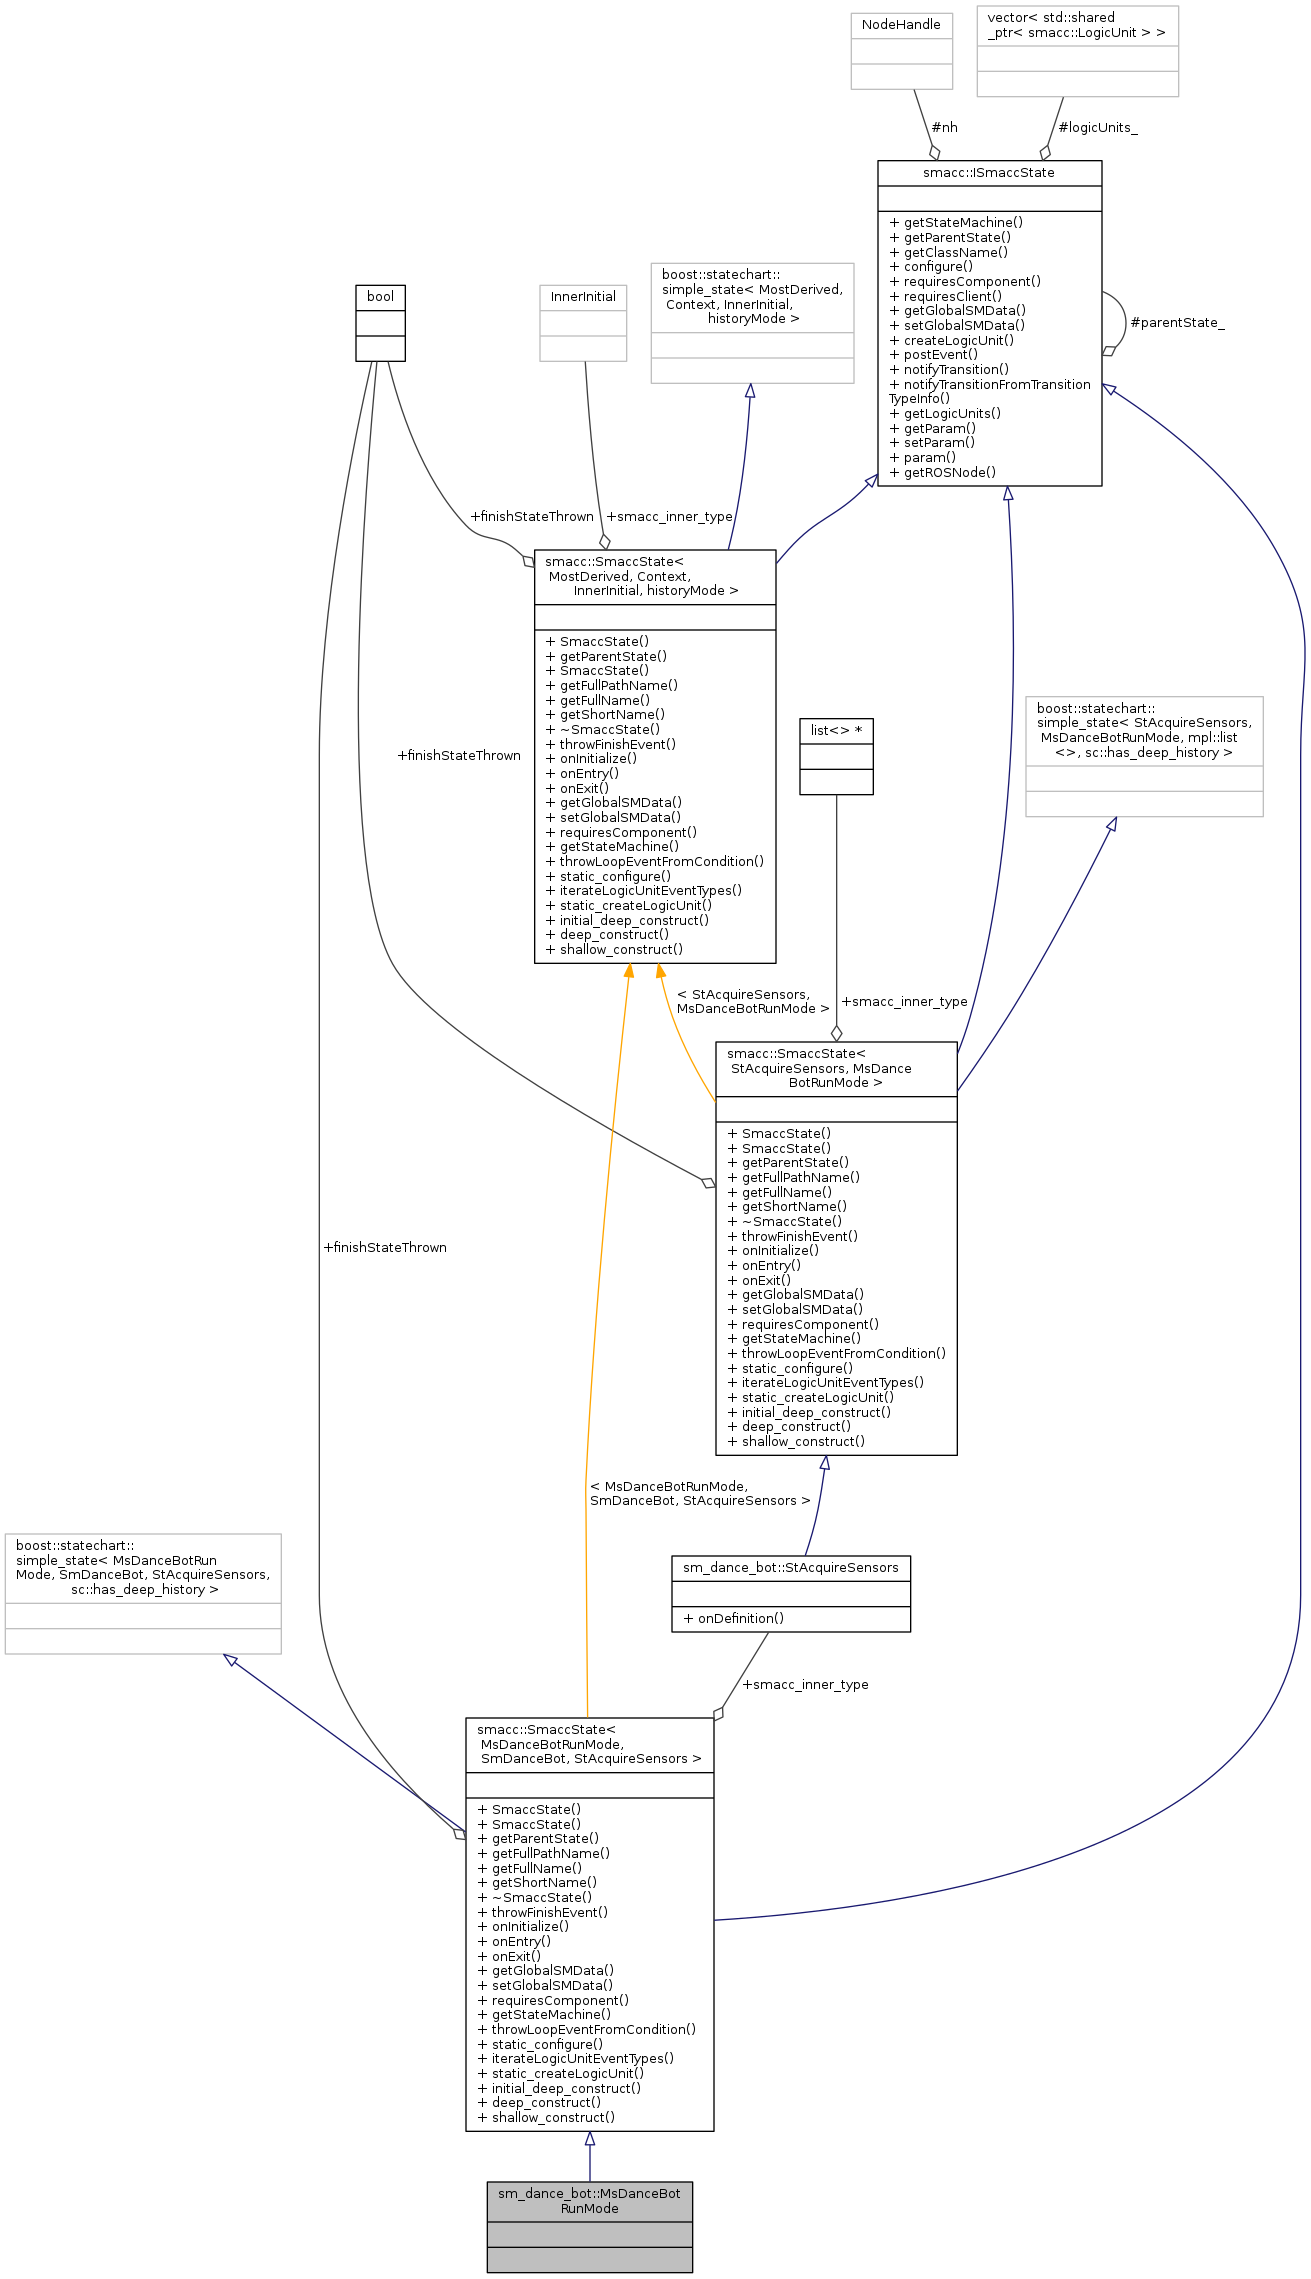 NodeHandle
vector< std::shared
_ptr< smacc::LogicUnit > >
#nh
#logicUnits_
smacc::ISmaccState
+ getStateMachine()
+ getParentState()
+ getClassName()
+ configure()
+ requiresComponent()
+ requiresClient()
+ getGlobalSMData()
+ setGlobalSMData()
+ createLogicUnit()
+ postEvent()
+ notifyTransition()
+ notifyTransitionFromTransition
TypeInfo()
+ getLogicUnits()
+ getParam()
+ setParam()
+ param()
+ getROSNode()
#parentState_
boost::statechart::
simple_state< MostDerived,
Context, InnerInitial,
historyMode >
bool
InnerInitial
+finishStateThrown
+smacc_inner_type
smacc::SmaccState<
MostDerived, Context,
InnerInitial, historyMode >
+ SmaccState()
+ getParentState()
+ SmaccState()
+ getFullPathName()
+ getFullName()
+ getShortName()
+ ~SmaccState()
+ throwFinishEvent()
+ onInitialize()
+ onEntry()
+ onExit()
+ getGlobalSMData()
+ setGlobalSMData()
+ requiresComponent()
+ getStateMachine()
+ throwLoopEventFromCondition()
+ static_configure()
+ iterateLogicUnitEventTypes()
+ static_createLogicUnit()
+ initial_deep_construct()
+ deep_construct()
+ shallow_construct()
+finishStateThrown
list<> *
boost::statechart::
simple_state< StAcquireSensors,
MsDanceBotRunMode, mpl::list
<>, sc::has_deep_history >
< StAcquireSensors,
MsDanceBotRunMode >
+smacc_inner_type
smacc::SmaccState<
StAcquireSensors, MsDance
BotRunMode >
+ SmaccState()
+ SmaccState()
+ getParentState()
+ getFullPathName()
+ getFullName()
+ getShortName()
+ ~SmaccState()
+ throwFinishEvent()
+ onInitialize()
+ onEntry()
+ onExit()
+ getGlobalSMData()
+ setGlobalSMData()
+ requiresComponent()
+ getStateMachine()
+ throwLoopEventFromCondition()
+ static_configure()
+ iterateLogicUnitEventTypes()
+ static_createLogicUnit()
+ initial_deep_construct()
+ deep_construct()
+ shallow_construct()
+finishStateThrown
< MsDanceBotRunMode,
SmDanceBot, StAcquireSensors >
boost::statechart::
simple_state< MsDanceBotRun
Mode, SmDanceBot, StAcquireSensors,
sc::has_deep_history >
sm_dance_bot::StAcquireSensors
+ onDefinition()
+smacc_inner_type
smacc::SmaccState<
MsDanceBotRunMode,
SmDanceBot, StAcquireSensors >
+ SmaccState()
+ SmaccState()
+ getParentState()
+ getFullPathName()
+ getFullName()
+ getShortName()
+ ~SmaccState()
+ throwFinishEvent()
+ onInitialize()
+ onEntry()
+ onExit()
+ getGlobalSMData()
+ setGlobalSMData()
+ requiresComponent()
+ getStateMachine()
+ throwLoopEventFromCondition()
+ static_configure()
+ iterateLogicUnitEventTypes()
+ static_createLogicUnit()
+ initial_deep_construct()
+ deep_construct()
+ shallow_construct()
sm_dance_bot::MsDanceBot
RunMode